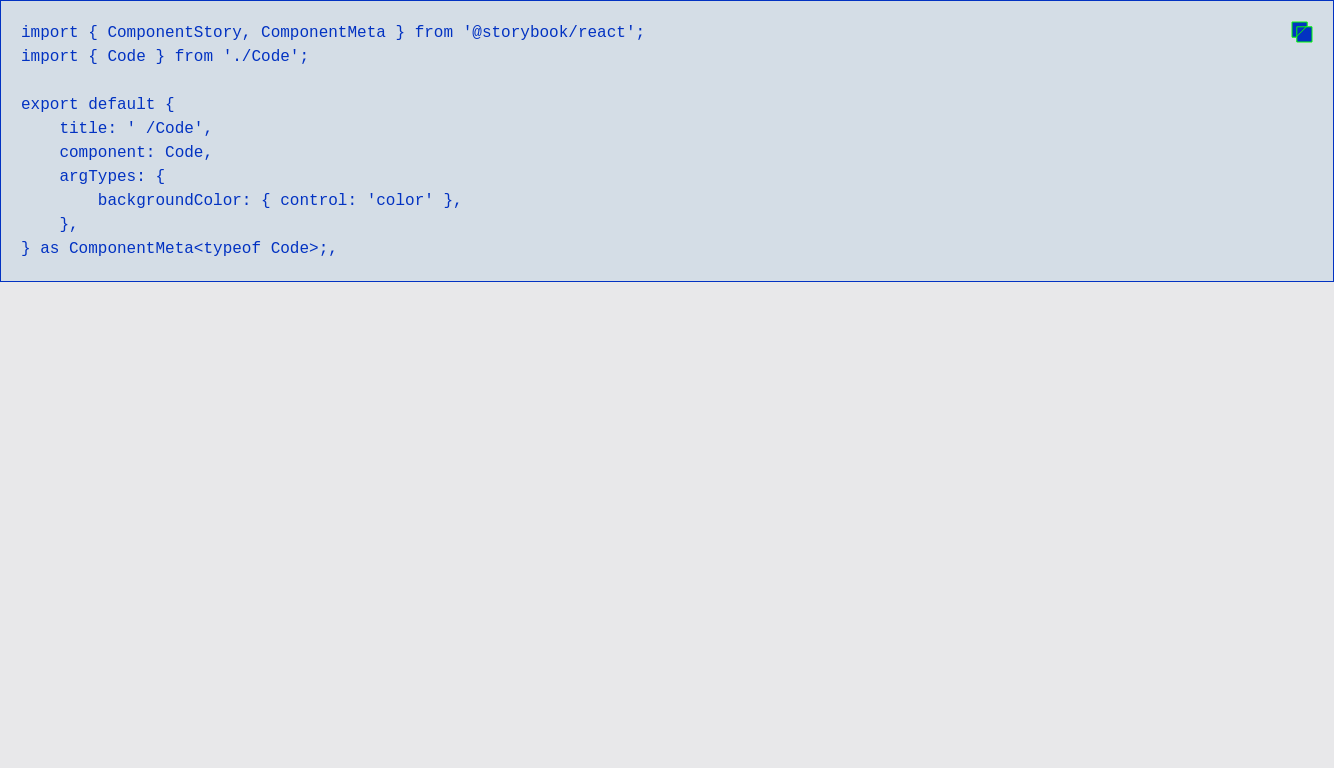 import { ComponentStory, ComponentMeta } from '@storybook/react';
import { Code } from './Code';

export default {
    title: ' /Code',
    component: Code,
    argTypes: {
        backgroundColor: { control: 'color' },
    },
} as ComponentMeta<typeof Code>;,